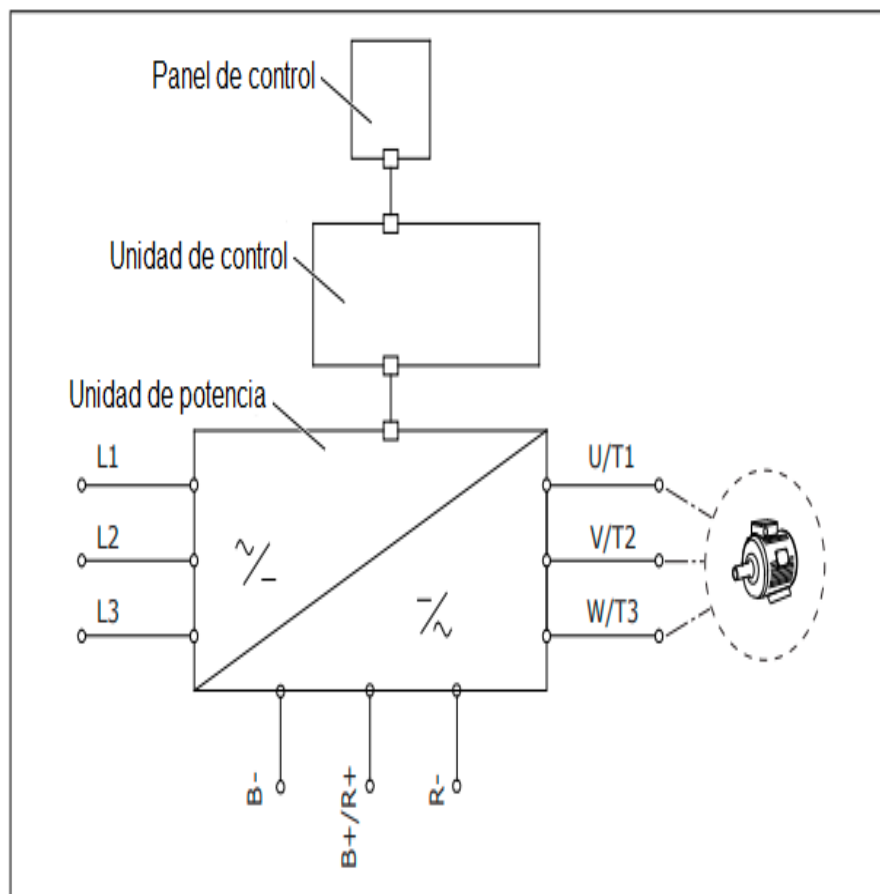 Panel de control
Unidad de control
Unidad de potencia
L1
U/T1
L2
V/T2
L3
W/T3
B-
B+/R+
R-